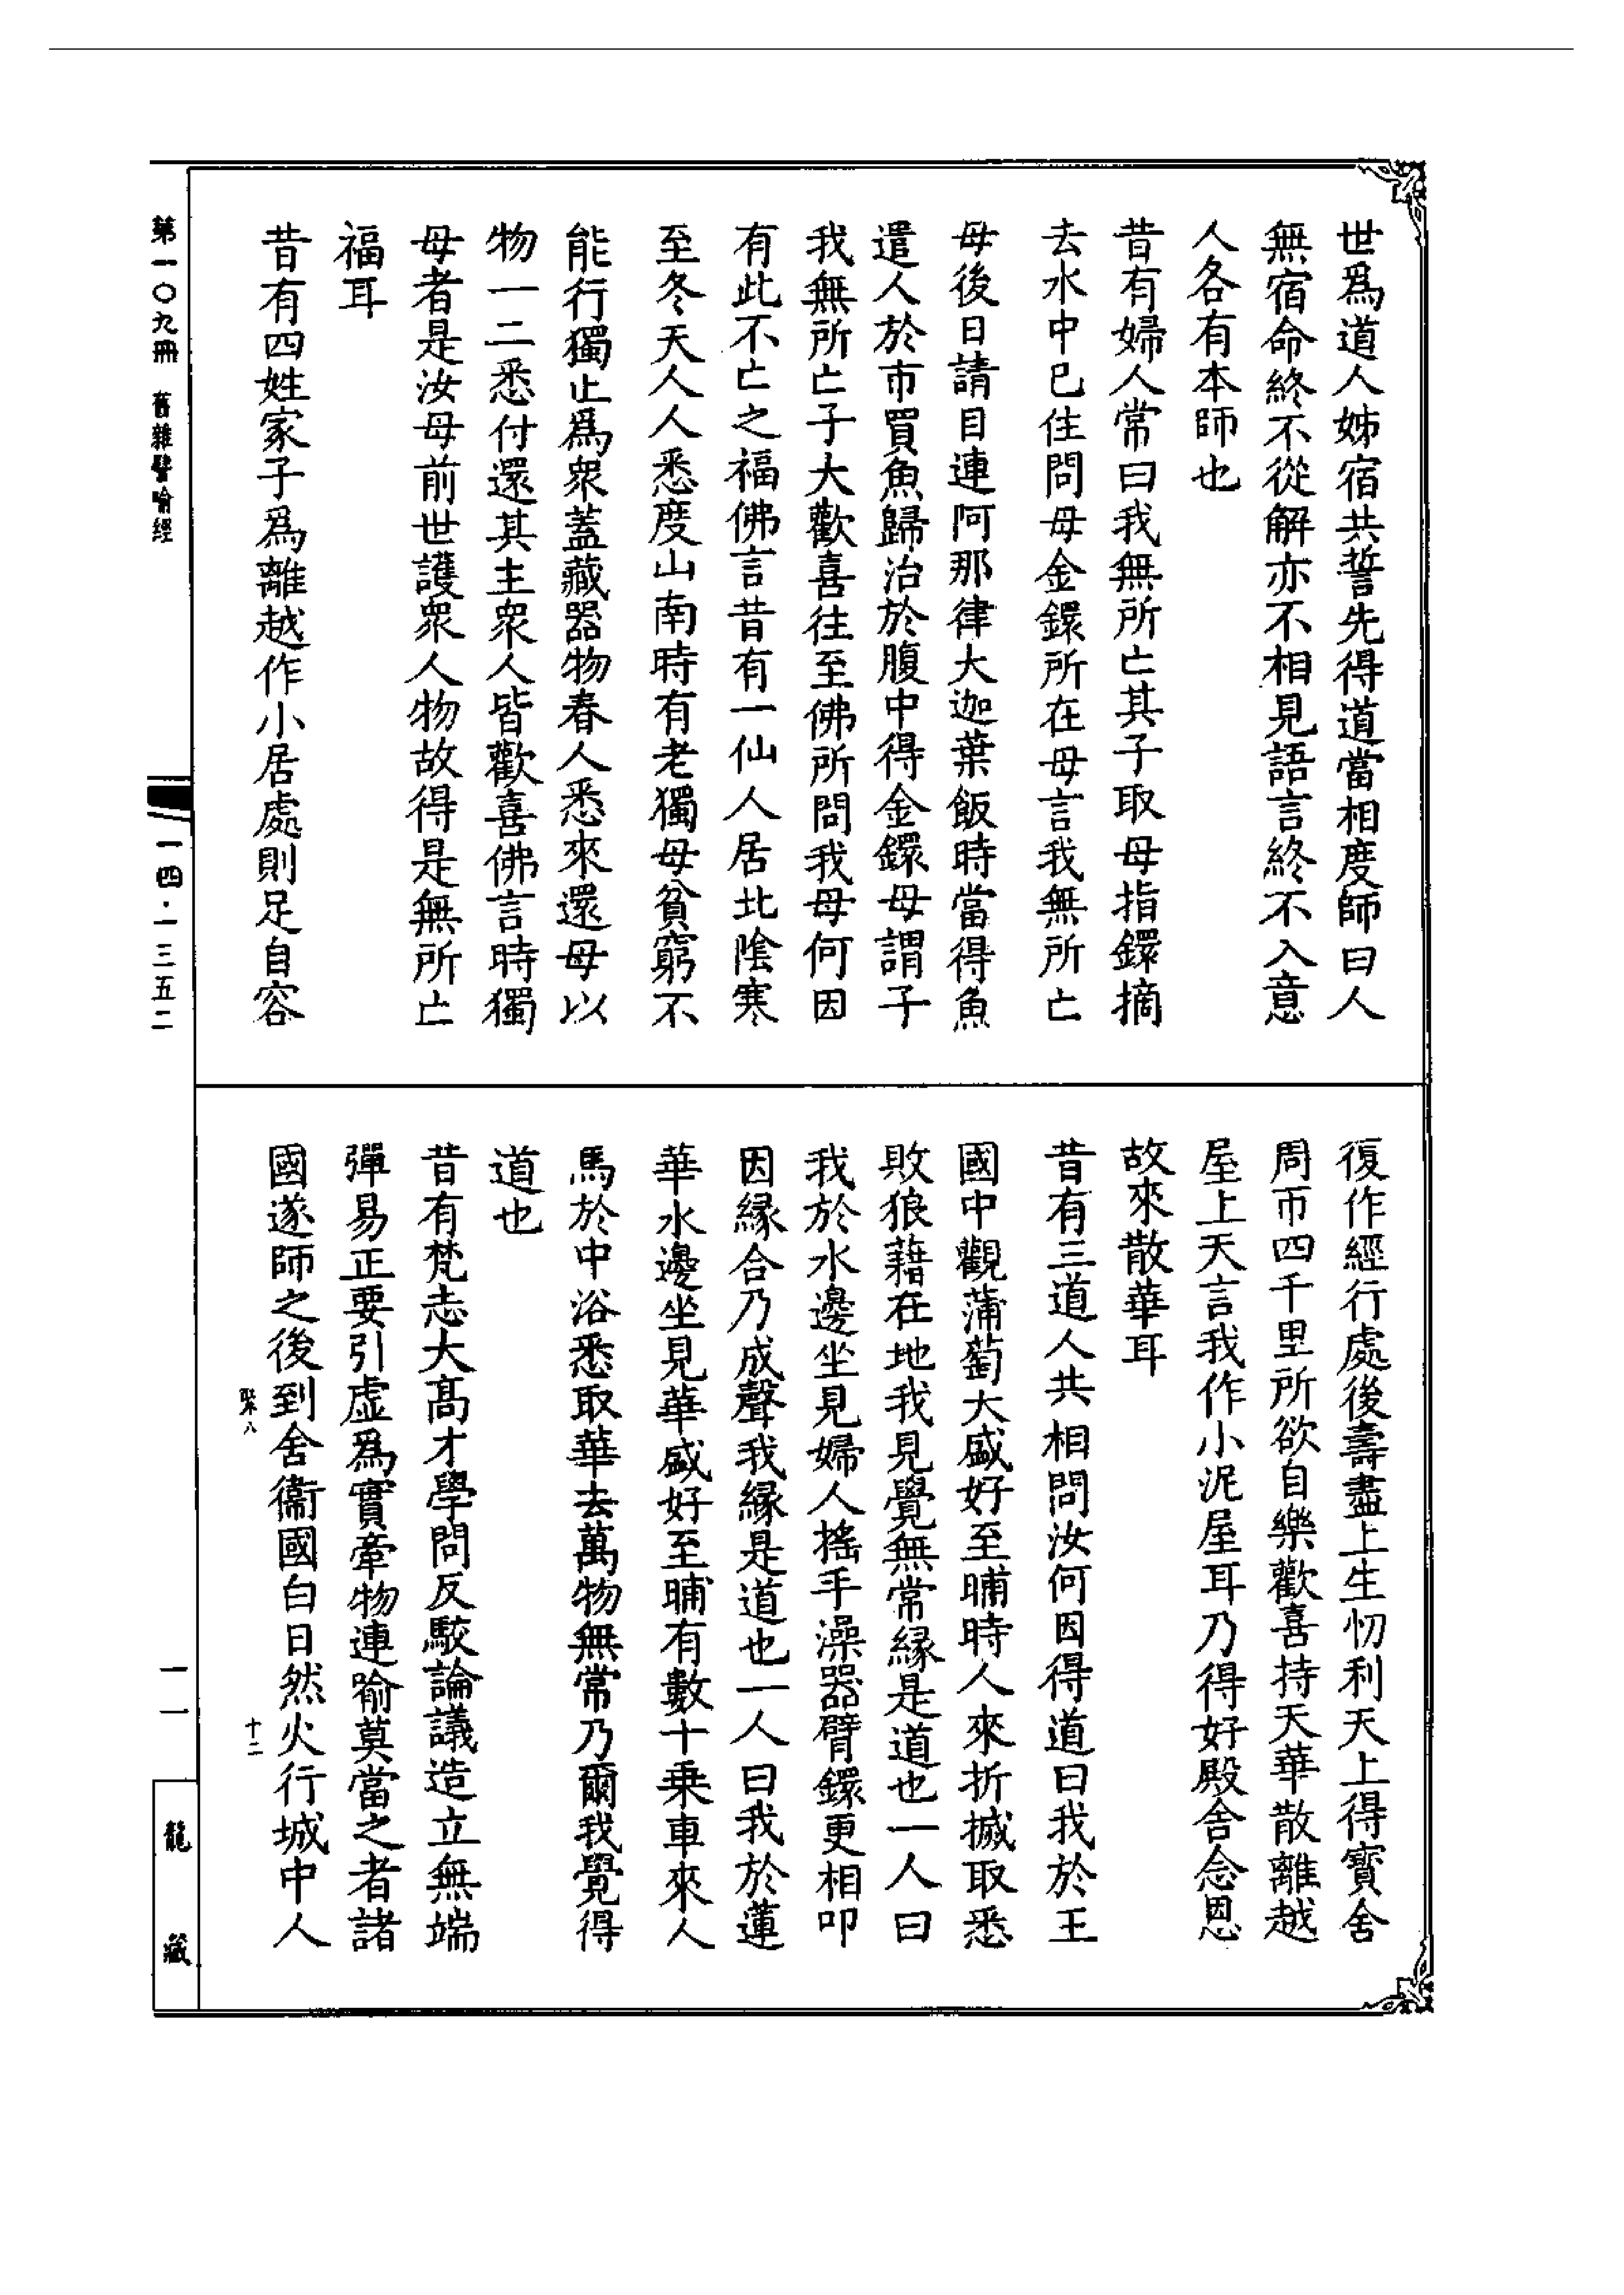 世爲道人姊宿共誓先得道當相度師曰人
無宿命終不從解亦不相見語言終不入意
人各有本師也
昔有婦人常曰我無所亡其子取母指鐶摘
去水中已住問母金鐶所在母言我無所亡
母後日請目連阿那律大迦葉飯時當得魚
遣人於市買魚歸治於腹中得金鐶母謂子
我無所亡子大歡喜往至佛所問我母何因
有此不亡之福佛言昔有一仙人居北陰寒
至冬天人人悉度山南時有老獨母貧窮不
能行獨止爲衆蓋藏器物春人悉來還母以
物一二悉付還其主衆人皆歡喜佛言時獨
母者是汝母前世護衆人物故得是無所亡
福耳
昔有四姓家子爲離越作小居處則足自容
復作經行處後壽盡上生忉利天上得寶舍
周帀四千里所欲自樂歡喜持天華散離越
屋上天言我作小泥屋耳乃得好殿舍念恩
故來散華耳
昔有三道人共相問汝何因得道曰我於王
國中觀蒲萄大盛好至晡時人來折搣取悉
敗狼藉在地我見覺無常緣是道也一人曰
我於水邊坐見婦人搖手澡器臂鐶更相叩
因緣合乃成聲我緣是道也一人曰我於蓮
華水邊坐見華盛好至晡有數十乘車來人
馬於中浴悉取華去萬物無常乃爾我覺得
道也
昔有梵志大高才學問反駮論議造立無端
彈易正要引虛爲實牽物連喻莫當之者諸
國遂師之後到舍衞國白日然火行城中人
聚八
十二
第一〇九冊　舊雜譬喻經
一四·一三五二
一一
龍藏